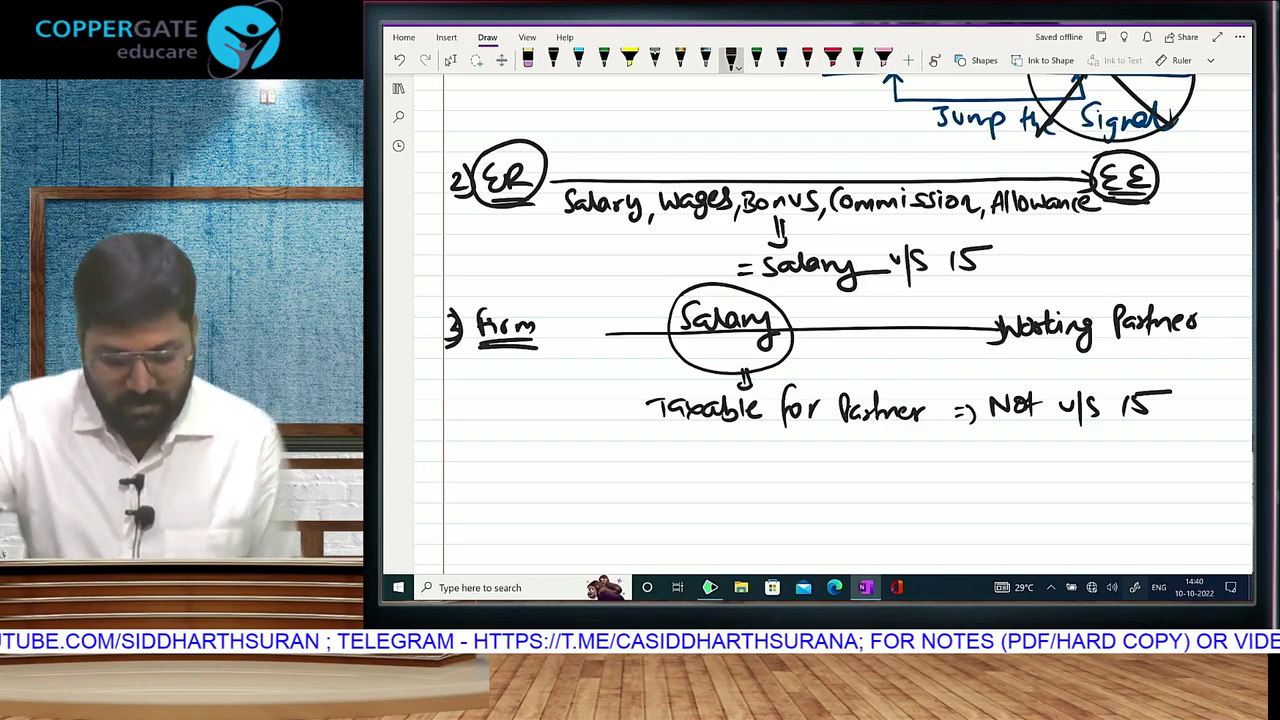 COPPERGATE
educare
Home Insert Draw View Help
Saved offline
Share
Shapes
Ink to Shape
Ink to Text
Ruler
Jump the Signal
2) ER
EE
Salary, Wages, Bonus, Commission, Allowance
= Salary u/s 15
3) Firm Salary Working Partner
Taxable for Partner => Not u/s 15
Type here to search
29°C
ENG
14:40
10-10-2022
UTUBE.COM/SIDDHARTHSURAN ; TELEGRAM - HTTPS://T.ME/CASIDDHARTHSURANA; FOR NOTES (PDF/HARD COPY) OR VIDE